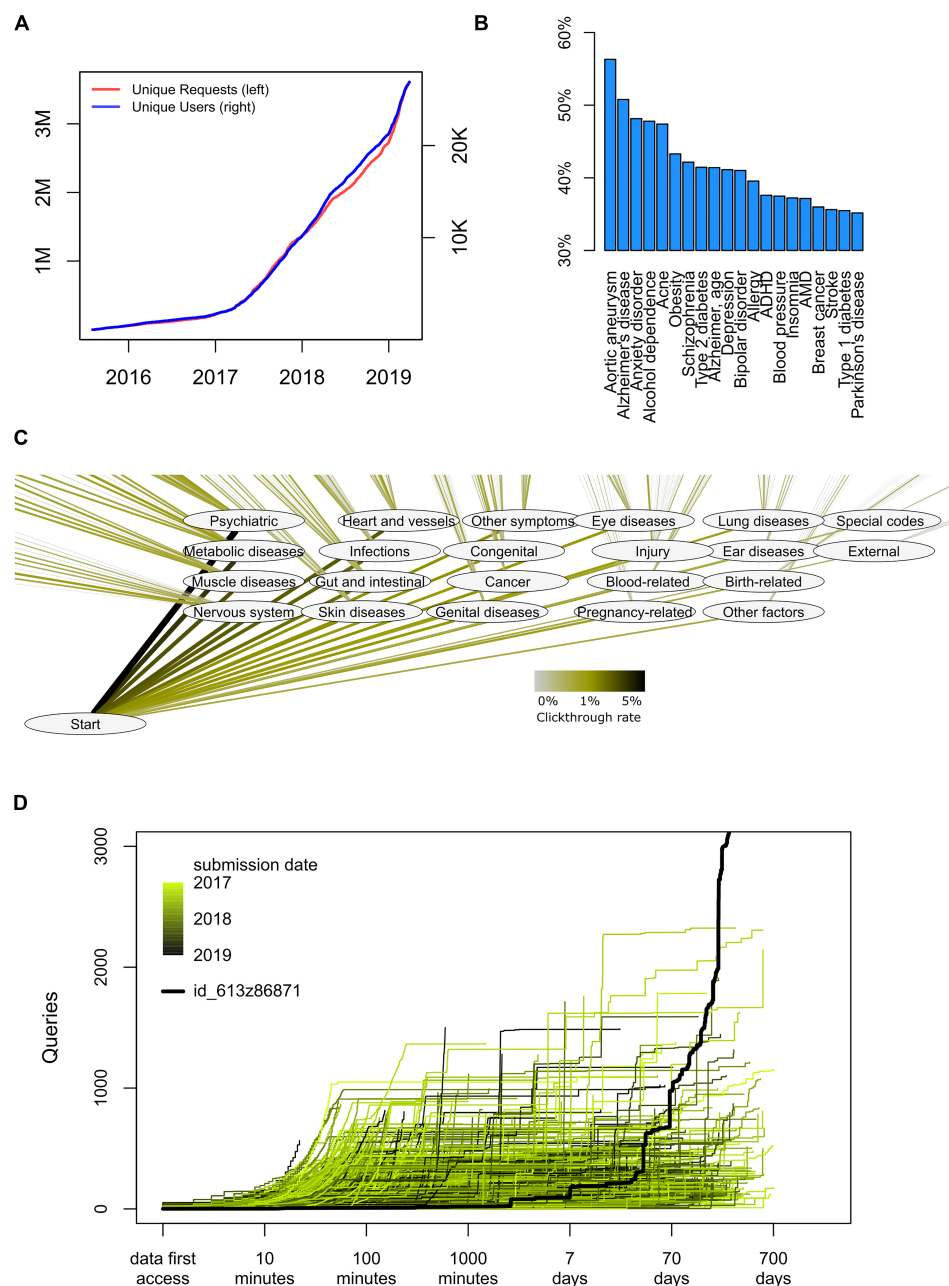 A
Unique Requests (left)
Unique Users (right)
3M
2M
1M
20K
10K
2016
2017
2018
2019
B
60%
50%
40%
30%
Aortic aneurysm
Alzheimer's disease
Anxiety disorder
Alcohol dependence
Acne
Obesity
Schizophrenia
Type 2 diabetes
Alzheimer, age
Depression
Bipolar disorder
Allergy
ADHD
Blood pressure
Insomnia
AMD
Breast cancer
Stroke
Type 1 diabetes
Parkinson's disease
C
Psychiatric
Heart and vessels
Other symptoms
Eye diseases
Lung diseases
Special codes
Metabolic diseases
Infections
Congenital
Injury
Ear diseases
External
Muscle diseases
Gut and intestinal
Cancer
Blood-related
Birth-related
Nervous system
Skin diseases
Genital diseases
Pregnancy-related
Other factors
Start
0% 1% 5%
Clickthrough rate
D
Queries
3000
2000
1000
0
submission date
2017
2018
2019
id_613z86871
data first
access
10
minutes
100
minutes
1000
minutes
7
days
70
days
700
days